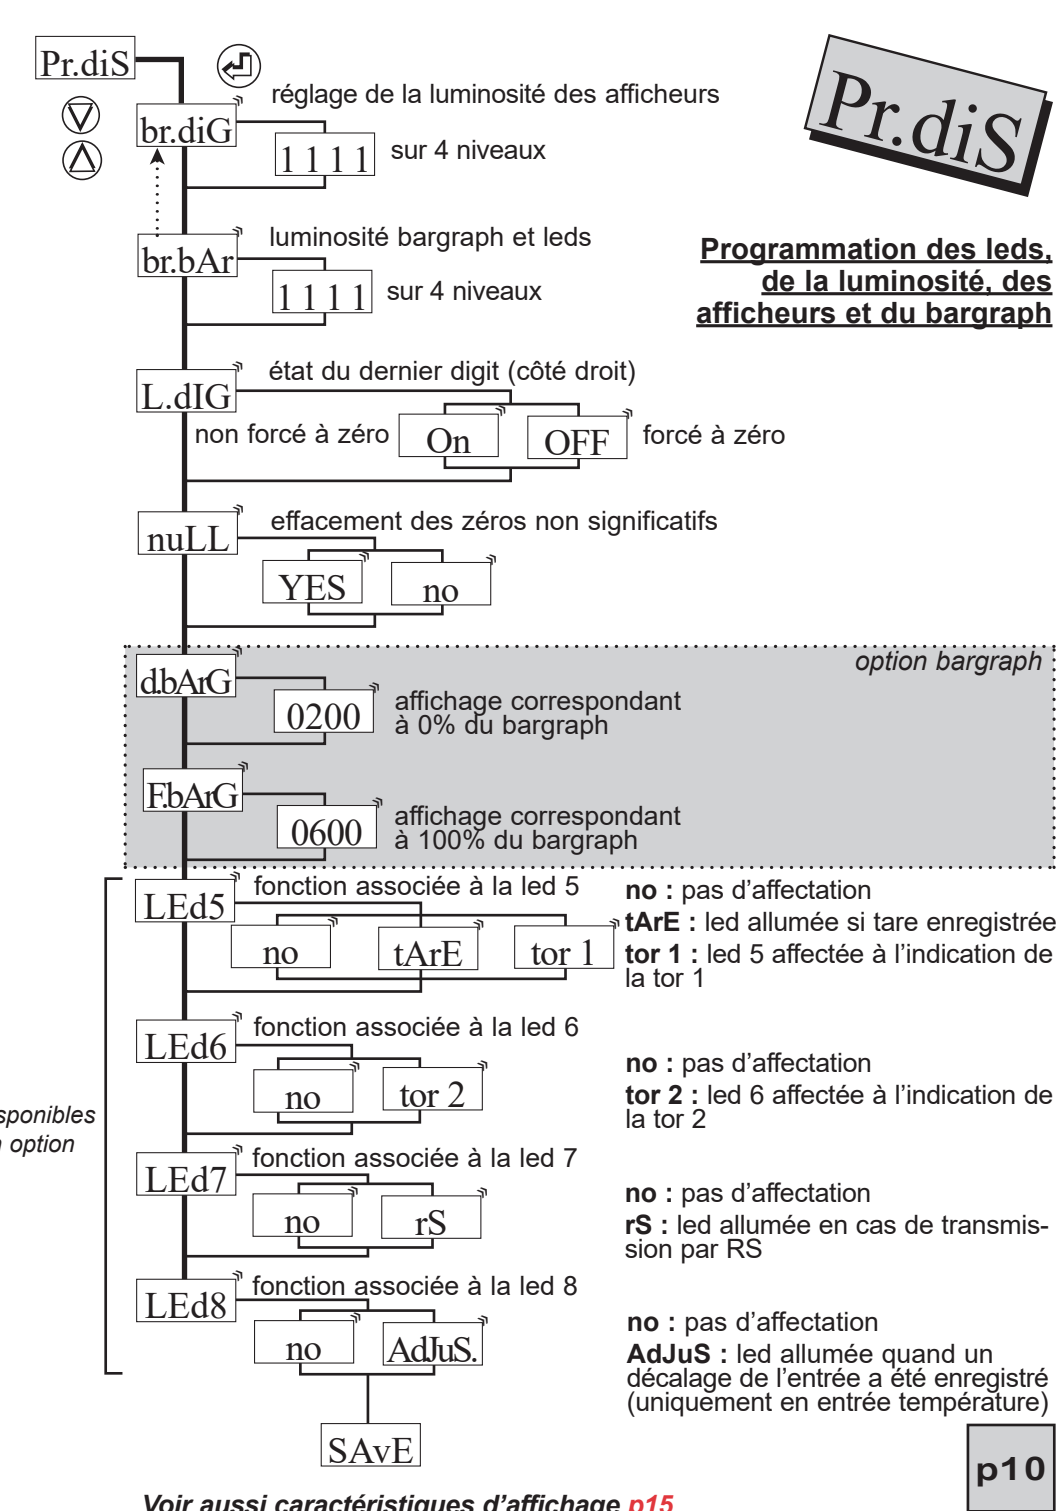 Pr.diS
Pr.diS
réglage de la luminosité des afficheurs
br.diG
1111
sur 4 niveaux
Programmation des leds,
de la luminosité, des
afficheurs et du bargraph
luminosité bargraph et leds
br.bAr
1111
sur 4 niveaux
état du dernier digit (côté droit)
L.dIG
non forcé à zéro
On
OFF
forcé à zéro
effacement des zéros non significatifs
nuLL
YES
no
option bargraph
d.bArG
0200
affichage correspondant
à 0% du bargraph
F.bArG
0600
affichage correspondant
à 100% du bargraph
fonction associée à la led 5
LEd5
no
tArE
tor 1
no : pas d’affectation
tArE : led allumée si tare enregistrée
tor 1 : led 5 affectée à l’indication de
la tor 1
fonction associée à la led 6
LEd6
no
tor 2
no : pas d’affectation
tor 2 : led 6 affectée à l’indication de
la tor 2
option
fonction associée à la led 7
LEd7
no
rS
no : pas d’affectation
rS : led allumée en cas de transmis-
sion par RS
fonction associée à la led 8
LEd8
no
AdJuS.
no : pas d’affectation
AdJuS : led allumée quand un
décalage de l’entrée a été enregistré
(uniquement en entrée température)
SAvE
p10
Voir aussi caractéristiques d’affichage p15